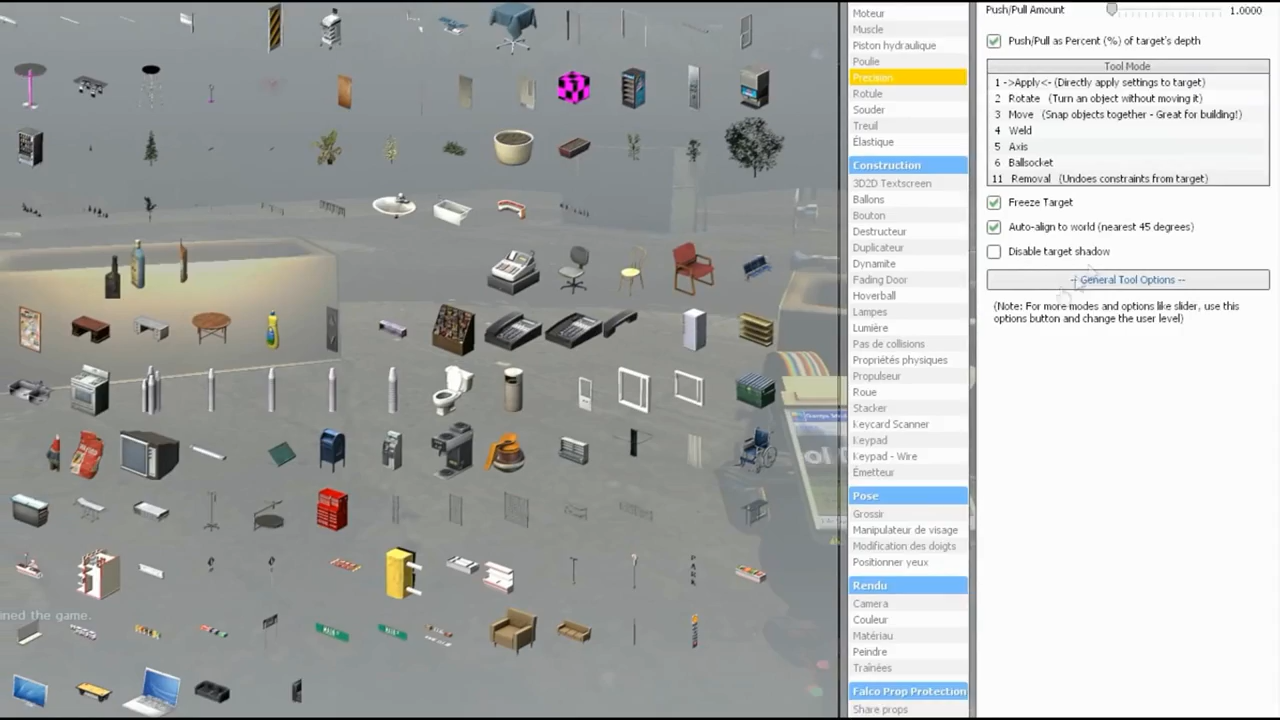 Moteur
Muscle
Piston hydraulique
Poulie
Precision
Rotule
Souder
Treuil
Élastique
Construction
3D2D Textscreen
Ballons
Bouton
Destructeur
Duplicateur
Dynamite
Fading Door
Hoverball
Lampes
Lumière
Pas de collisions
Propriétés physiques
Propulseur
Roue
Stacker
Keycard Scanner
Keypad
Keypad - Wire
Émetteur
Pose
Grossir
Manipulateur de visage
Modification des doigts
Positionner yeux
Rendu
Camera
Couleur
Matériau
Peindre
Traînées
Falco Prop Protection
Share props
Push/Pull Amount 1.0000
Push/Pull as Percent (%) of target's depth
Tool Mode
1 ->Apply<- (Directly apply settings to target)
2 Rotate (Turn an object without moving it)
3 Move (Snap objects together - Great for building!)
4 Weld
5 Axis
6 Ballsocket
11 Removal (Undoes constraints from target)
Freeze Target
Auto-align to world (nearest 45 degrees)
Disable target shadow
-- General Tool Options --
(Note: For more modes and options like slider, use this
options button and change the user level)
ined the game.
PARK